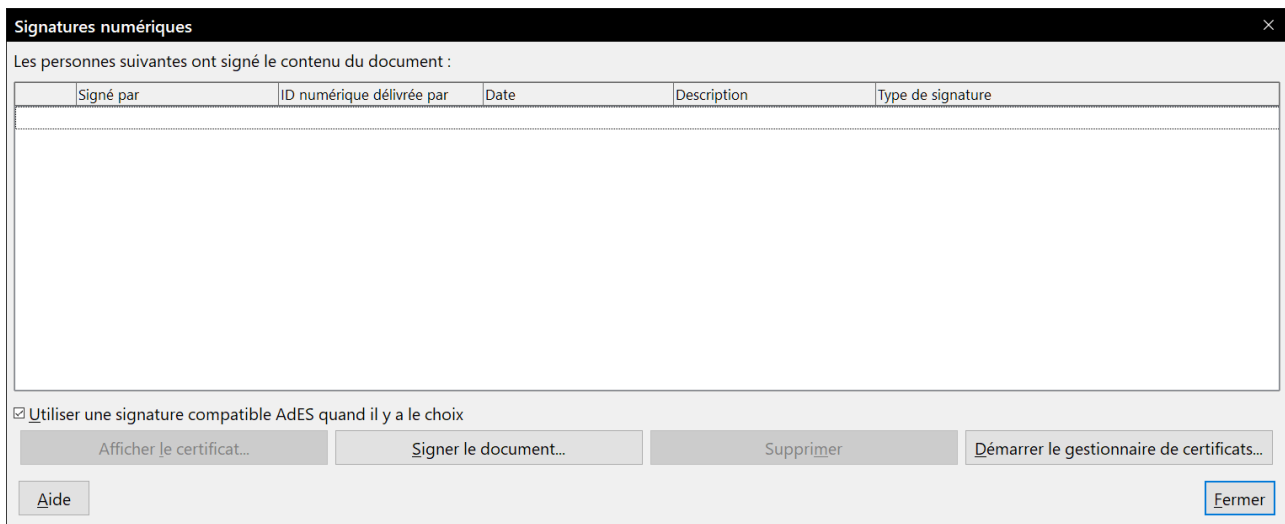 Signatures numériques
Les personnes suivantes ont signé le contenu du document :
Signé par ID numérique délivrée par Date Description Type de signature
Utiliser une signature compatible AdES quand il y a le choix
Afficher le certificat... Signer le document... Supprimer Démarrer le gestionnaire de certificats...
Aide Fermer